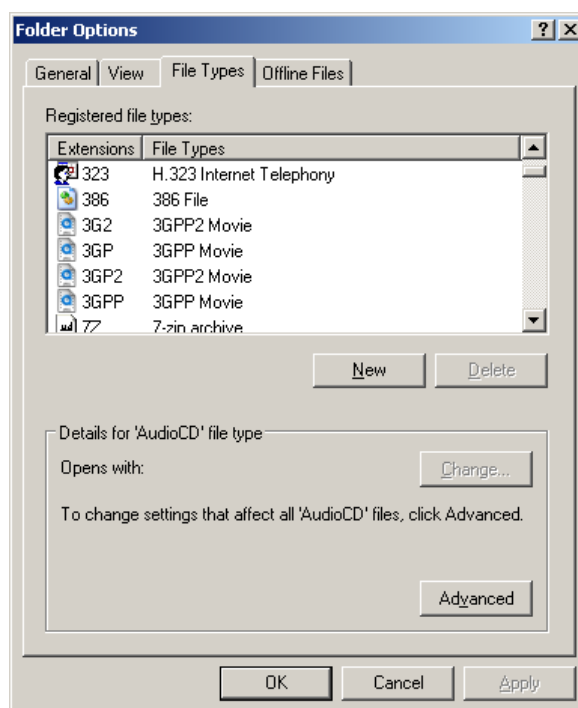 Folder Options
General View File Types Offline Files
Registered file types:
Extensions File Types
323 H.323 Internet Telephony
386 386 File
3G2 3GPP2 Movie
3GP 3GPP Movie
3GP2 3GPP2 Movie
3GPP 3GPP Movie
7Z 7-zip archive
New Delete
Details for 'AudioCD' file type
Opens with: Change...
To change settings that affect all 'AudioCD' files, click Advanced.
Advanced
OK Cancel Apply